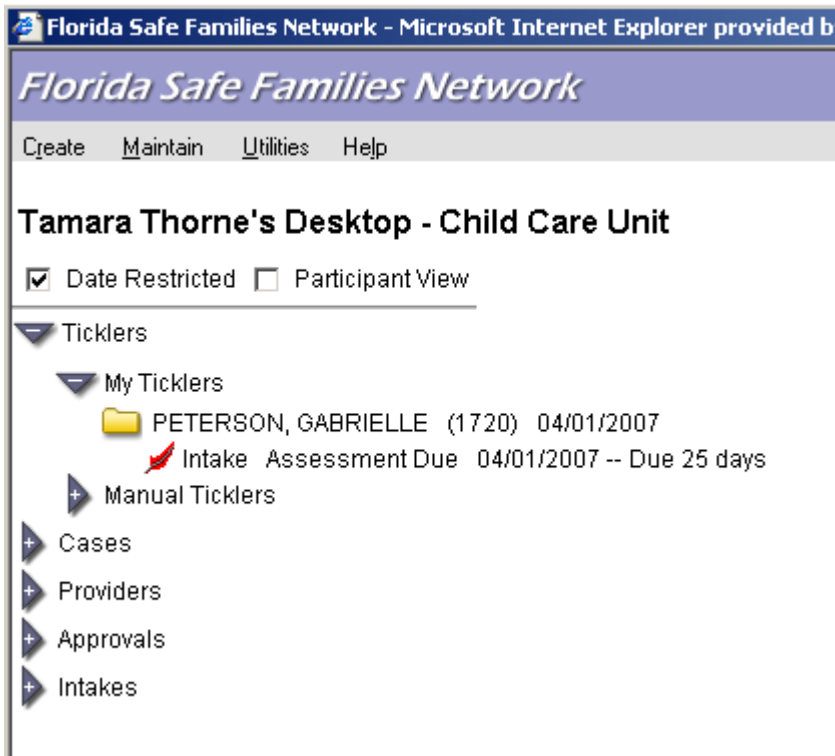 Florida Safe Families Network - Microsoft Internet Explorer provided b
Florida Safe Families Network
Create Maintain Utilities Help
Tamara Thorne's Desktop - Child Care Unit
Date Restricted Participant View
Ticklers
My Ticklers
PETERSON, GABRIELLE (1720) 04/01/2007
Intake Assessment Due 04/01/2007 -- Due 25 days
Manual Ticklers
Cases
Providers
Approvals
Intakes